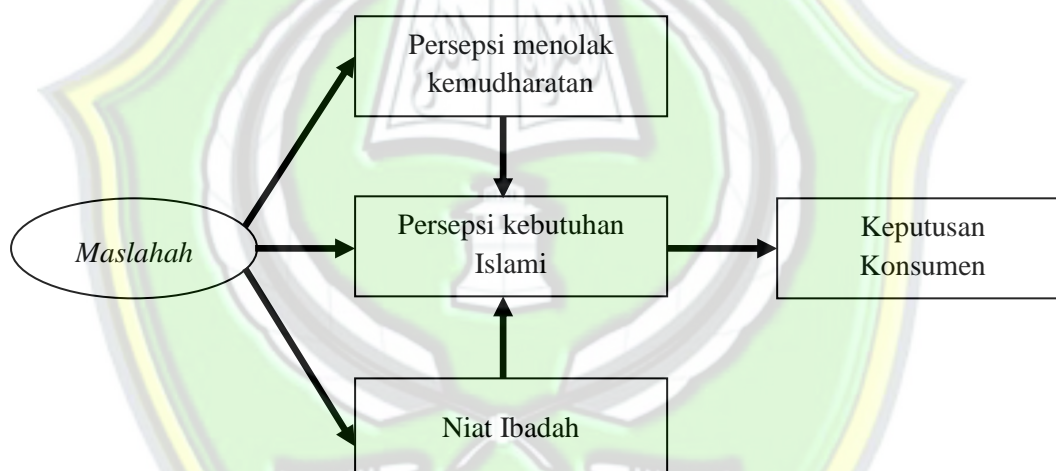 Persepsi menolak
kemudharatan
Maslahah
Persepsi kebutuhan
Islami
Keputusan
Konsumen
Niat Ibadah